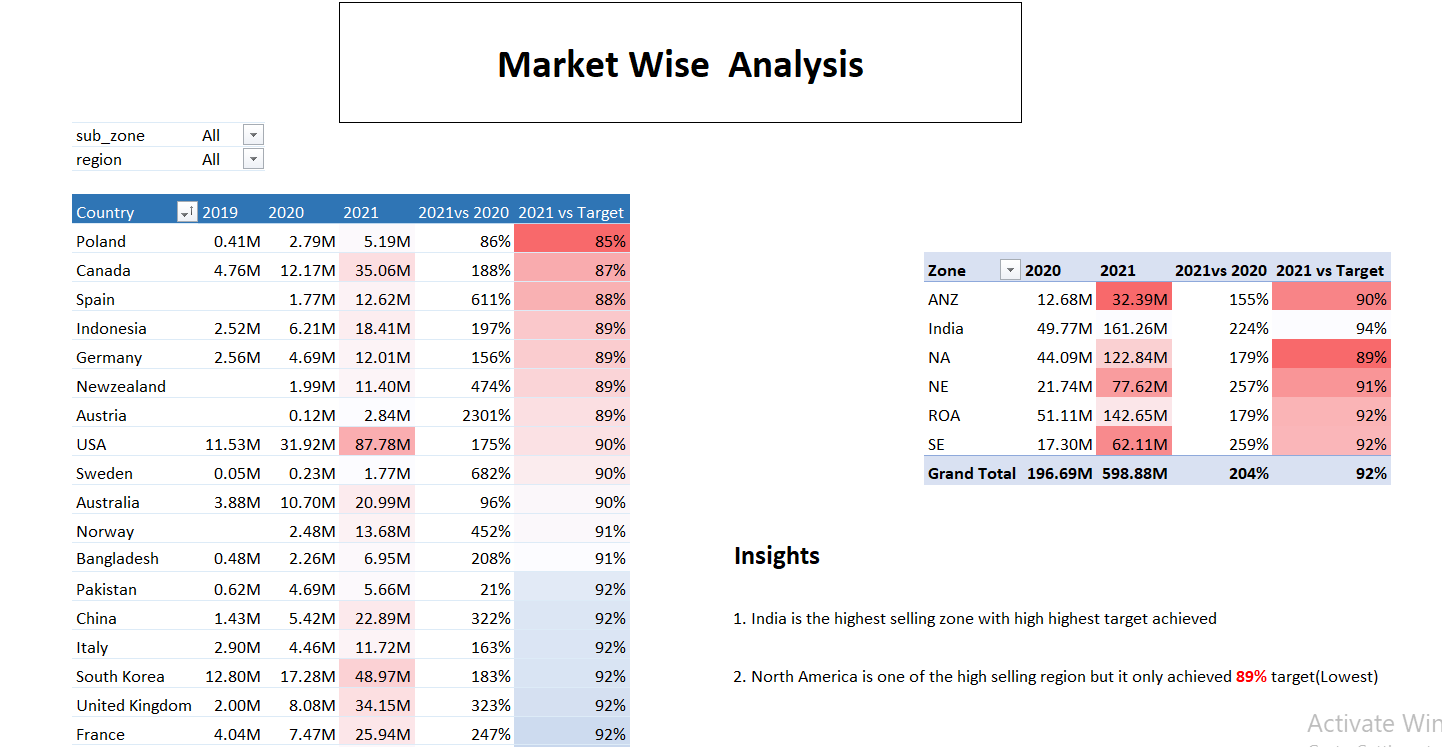 Market Wise  Analysis
sub_zone All
region All
Country 2019 2020 2021 2021vs 2020 2021 vs Target
Poland 0.41M 2.79M 5.19M 86% 85%
Canada 4.76M 12.17M 35.06M 188% 87%
Spain 1.77M 12.62M 611% 88%
Indonesia 2.52M 6.21M 18.41M 197% 89%
Germany 2.56M 4.69M 12.01M 156% 89%
Newzealand 1.99M 11.40M 474% 89%
Austria 0.12M 2.84M 2301% 89%
USA 11.53M 31.92M 87.78M 175% 90%
Sweden 0.05M 0.23M 1.77M 682% 90%
Australia 3.88M 10.70M 20.99M 96% 90%
Norway 2.48M 13.68M 452% 91%
Bangladesh 0.48M 2.26M 6.95M 208% 91%
Pakistan 0.62M 4.69M 5.66M 21% 92%
China 1.43M 5.42M 22.89M 322% 92%
Italy 2.90M 4.46M 11.72M 163% 92%
South Korea 12.80M 17.28M 48.97M 183% 92%
United Kingdom 2.00M 8.08M 34.15M 323% 92%
France 4.04M 7.47M 25.94M 247% 92%
Zone 2020 2021 2021vs 2020 2021 vs Target
ANZ 12.68M 32.39M 155% 90%
India 49.77M 161.26M 224% 94%
NA 44.09M 122.84M 179% 89%
NE 21.74M 77.62M 257% 91%
ROA 51.11M 142.65M 179% 92%
SE 17.30M 62.11M 259% 92%
Grand Total 196.69M 598.88M 204% 92%
Insights
1. India is the highest selling zone with high highest target achieved
2. North America is one of the high selling region but it only achieved 89% target(Lowest)
Activate Win